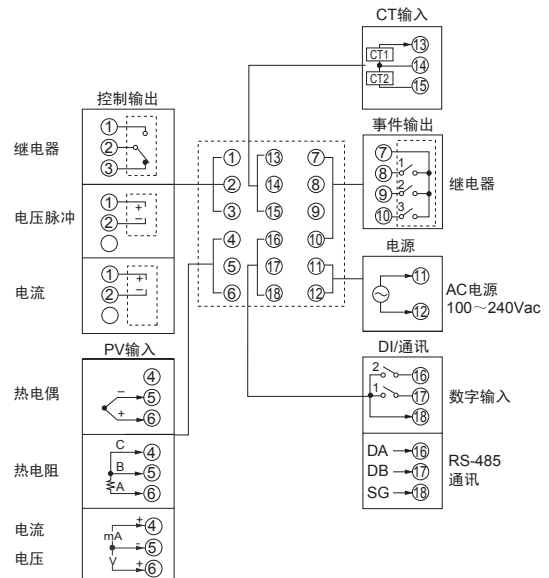 CT输入
CT1
CT2
⑬
⑭
⑮
控制输出
继电器
①
②
③
电压脉冲
①
+
②
−
电流
①
+
②
−
PV输入
热电偶
④
−
⑤
+
⑥
热电阻
C
④
B
⑤
A
⑥
电流
电压
+
④
mA
-
⑤
V
+
⑥
① ⑬ ⑦
② ⑭ ⑧
③ ⑮ ⑨
④ ⑯ ⑩
⑤ ⑰ ⑪
⑥ ⑱ ⑫
事件输出
⑦
⑧ 1
⑨ 2
⑩ 3
继电器
电源
⑪
⑫
AC电源
100～240Vac
DI/通讯
2 ⑯
1 ⑰
⑱
数字输入
DA ⑯
DB ⑰
SG ⑱
RS-485
通讯